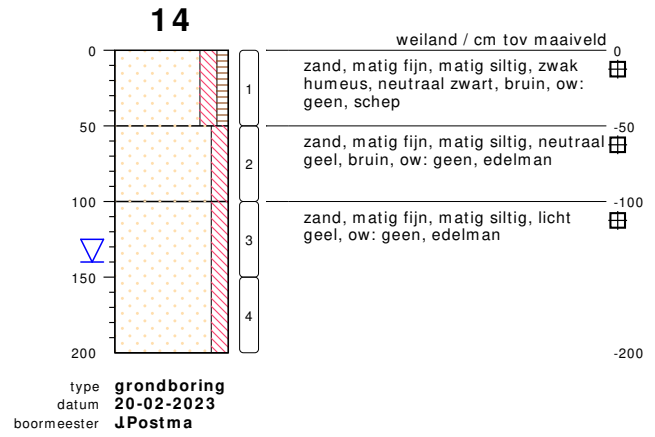 14
weiland / cm tov maaiveld
0
0
zand, matig fijn, matig siltig, zwak
humeus, neutraal zwart, bruin, ow:
geen, schep
1
50
-50
zand, matig fijn, matig siltig, neutraal
geel, bruin, ow: geen, edelman
2
100
-100
zand, matig fijn, matig siltig, licht
geel, ow: geen, edelman
3
150
4
200
-200
type grondboring
datum 20-02-2023
boormeester J.Postma